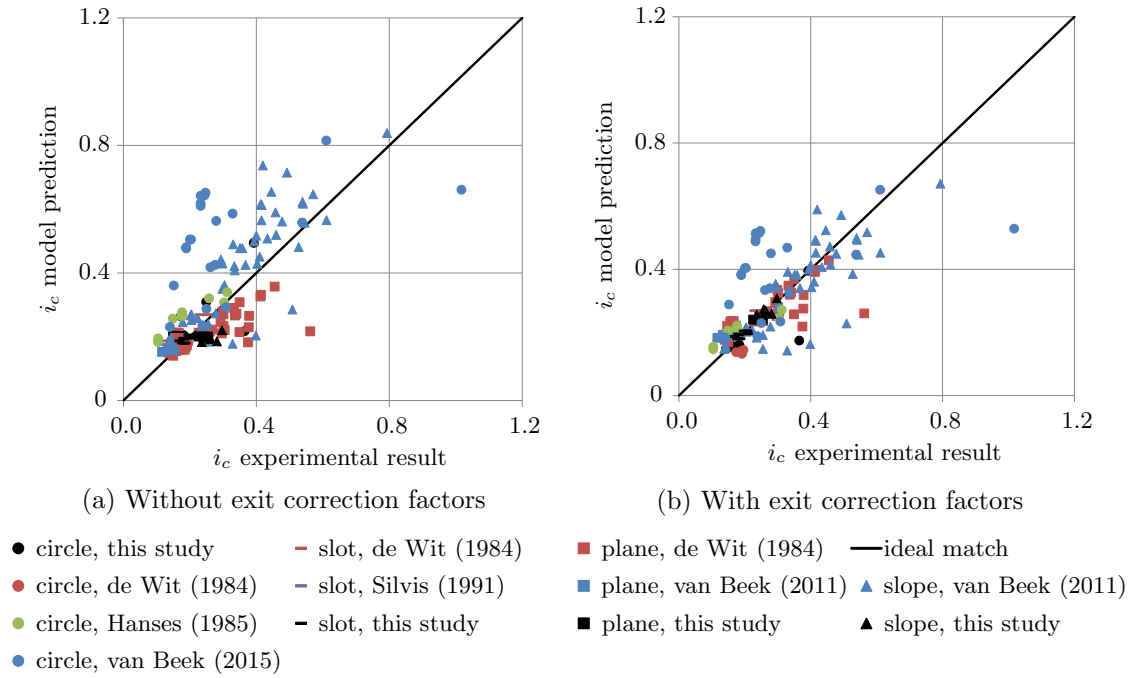 1.2
0.8
0.4
0
0.0
0.4
0.8
1.2
i_c model prediction
i_c experimental result
(a) Without exit correction factors
1.2
0.8
0.4
0
0.0
0.4
0.8
1.2
i_c model prediction
i_c experimental result
(b) With exit correction factors
circle, this study
circle, de Wit (1984)
circle, Hanses (1985)
circle, van Beek (2015)
slot, de Wit (1984)
slot, Silvis (1991)
slot, this study
plane, de Wit (1984)
plane, van Beek (2011)
plane, this study
ideal match
slope, van Beek (2011)
slope, this study